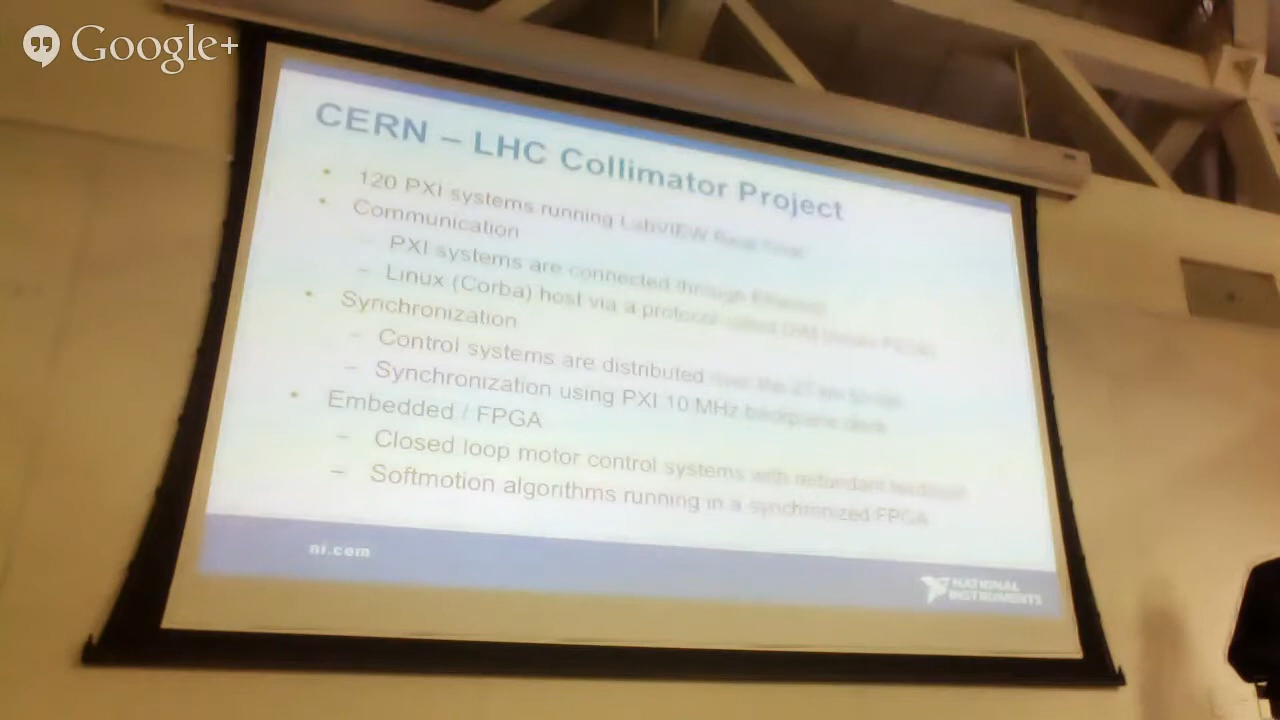 Google+
CERN – LHC Collimator Project
• 120 PXI systems running LabVIEW Real-Time
• Communication
– PXI systems are connected through Ethernet
– Linux (Corba) host via a protocol called DIM
• Synchronization
– Control systems are distributed over the 27 km
– Synchronization using PXI 10 MHz backplane clock
• Embedded / FPGA
– Closed loop motor control systems with redundant feedback
– Softmotion algorithms running in a synchronized FPGA
ni.com
NATIONAL
INSTRUMENTS